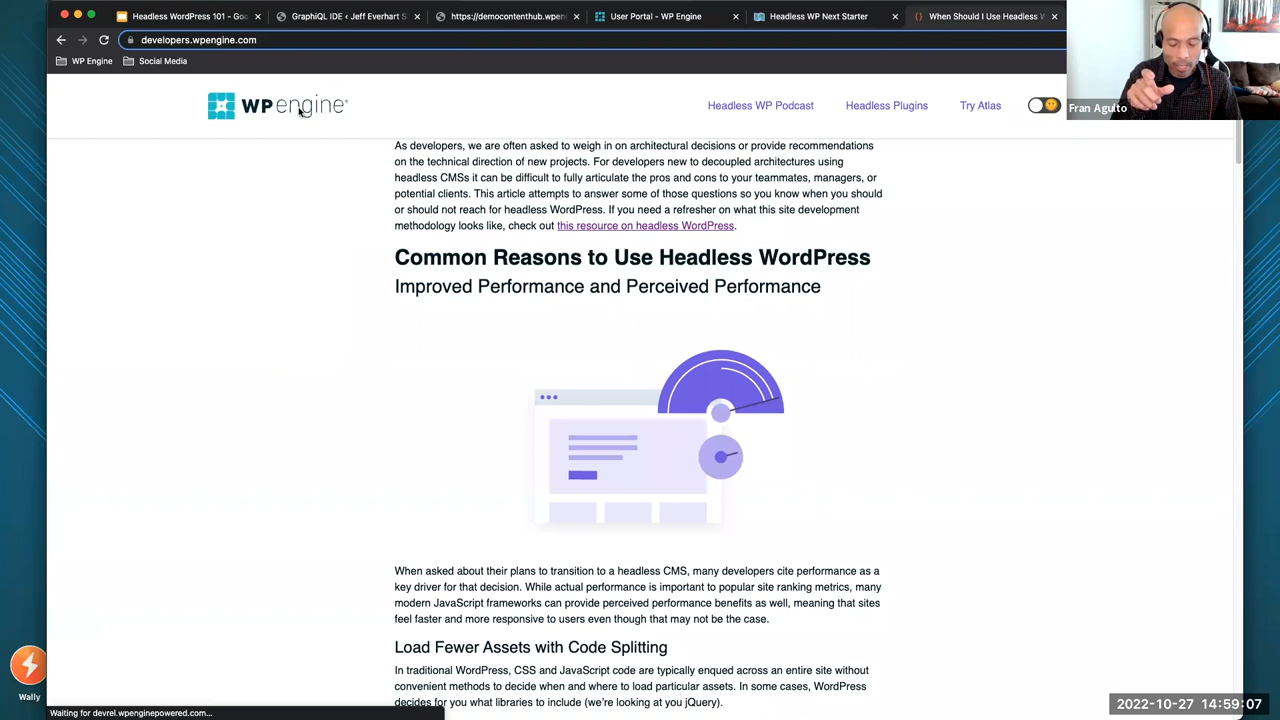 Headless WordPress 101 - Goo
GraphiQL IDE ‹ Jeff Everhart S
https://democontenthub.wpen
User Portal - WP Engine
Headless WP Next Starter
When Should I Use Headless W
developers.wpengine.com
WP Engine
Social Media
WP engine
Headless WP Podcast
Headless Plugins
Try Atlas
Fran Agulto
As developers, we are often asked to weigh in on architectural decisions or provide recommendations
on the technical direction of new projects. For developers new to decoupled architectures using
headless CMSs it can be difficult to fully articulate the pros and cons to your teammates, managers, or
potential clients. This article attempts to answer some of those questions so you know when you should
or should not reach for headless WordPress. If you need a refresher on what this site development
methodology looks like, check out this resource on headless WordPress.
Common Reasons to Use Headless WordPress
Improved Performance and Perceived Performance
When asked about their plans to transition to a headless CMS, many developers cite performance as a
key driver for that decision. While actual performance is important to popular site ranking metrics, many
modern JavaScript frameworks can provide perceived performance benefits as well, meaning that sites
feel faster and more responsive to users even though that may not be the case.
Load Fewer Assets with Code Splitting
In traditional WordPress, CSS and JavaScript code are typically enqued across an entire site without
convenient methods to decide when and where to load particular assets. In some cases, WordPress
decides for you what libraries to include (we're looking at you jQuery).
Wally
Waiting for devrel.wpenginepowered.com...
2022-10-27 14:59:07